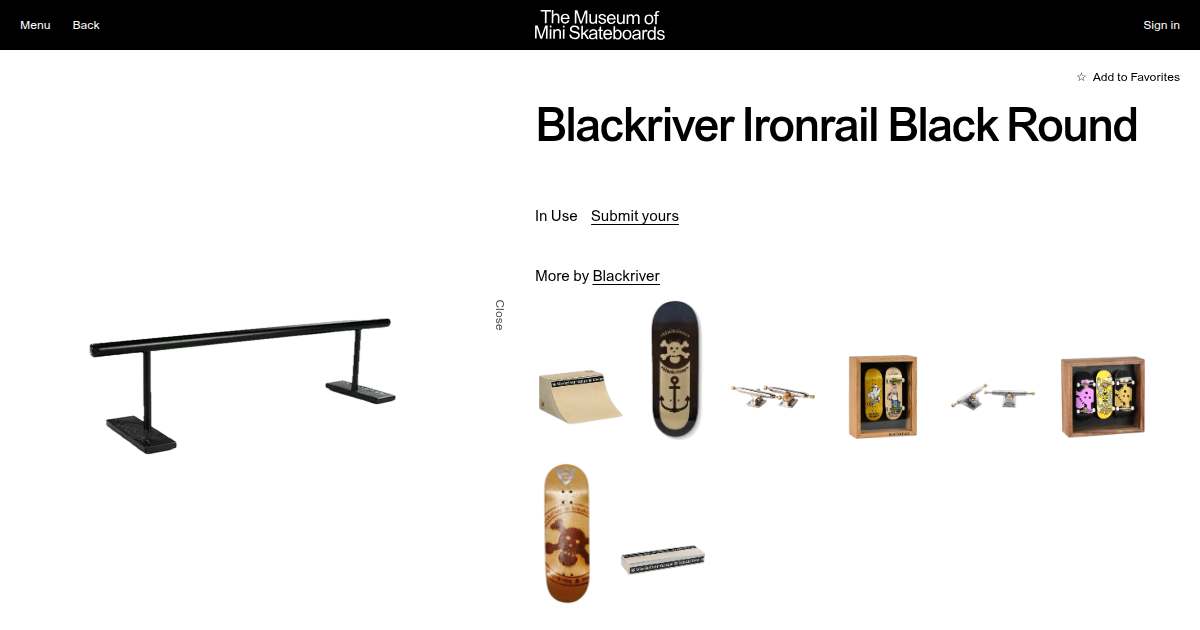 Menu
Back
The Museum of
Mini Skateboards
Sign in
☆ Add to Favorites
Blackriver Ironrail Black Round
In Use Submit yours
More by Blackriver
Close